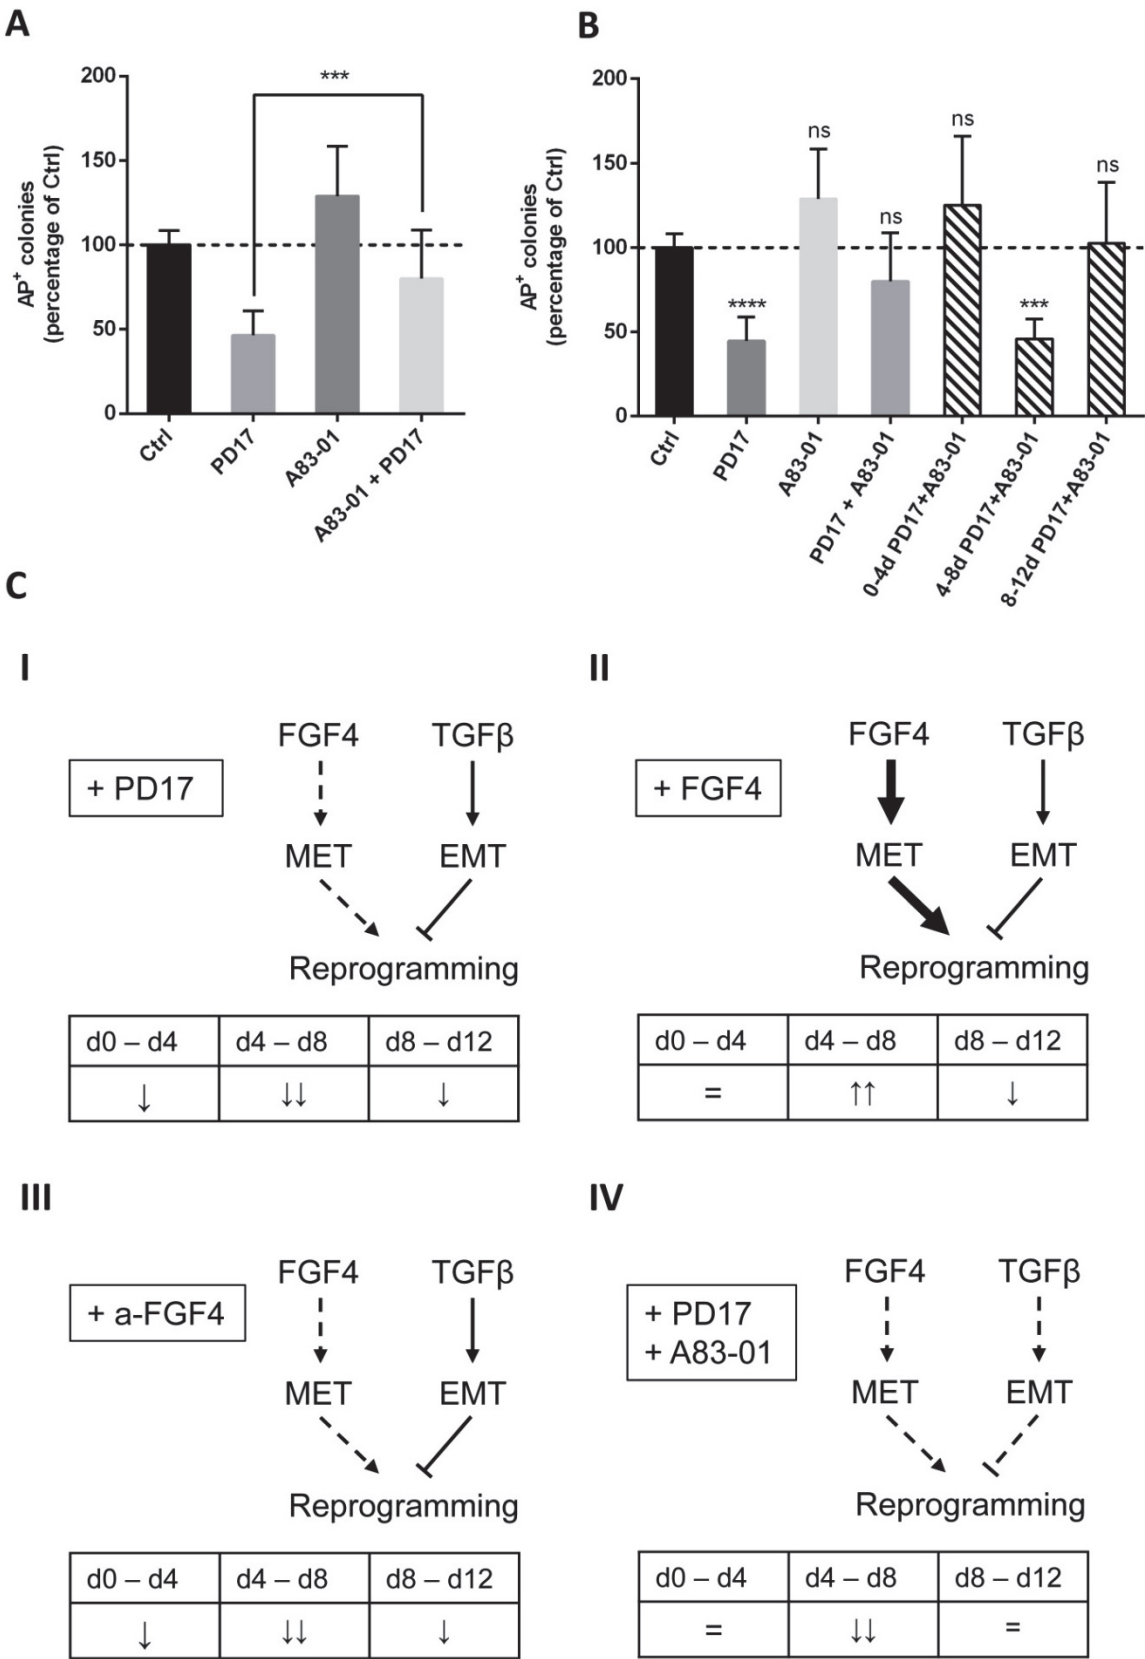 A
200
150
100
50
0
AP+ colonies
(percentage of Ctrl)
***
Ctrl
PD17
A83-01
A83-01 + PD17
B
200
150
100
50
0
AP+ colonies
(percentage of Ctrl)
****
ns
ns
ns
***
ns
Ctrl
PD17
A83-01
PD17 + A83-01
0-4d PD17+A83-01
4-8d PD17+A83-01
8-12d PD17+A83-01
C
I
+ PD17
FGF4 TGFβ
MET EMT
Reprogramming
d0 – d4 d4 – d8 d8 – d12
↓ ↓↓ ↓
II
+ FGF4
FGF4 TGFβ
MET EMT
Reprogramming
d0 – d4 d4 – d8 d8 – d12
= ↑↑ ↓
III
+ a-FGF4
FGF4 TGFβ
MET EMT
Reprogramming
d0 – d4 d4 – d8 d8 – d12
↓ ↓↓ ↓
IV
+ PD17
+ A83-01
FGF4 TGFβ
MET EMT
Reprogramming
d0 – d4 d4 – d8 d8 – d12
= ↓↓ =